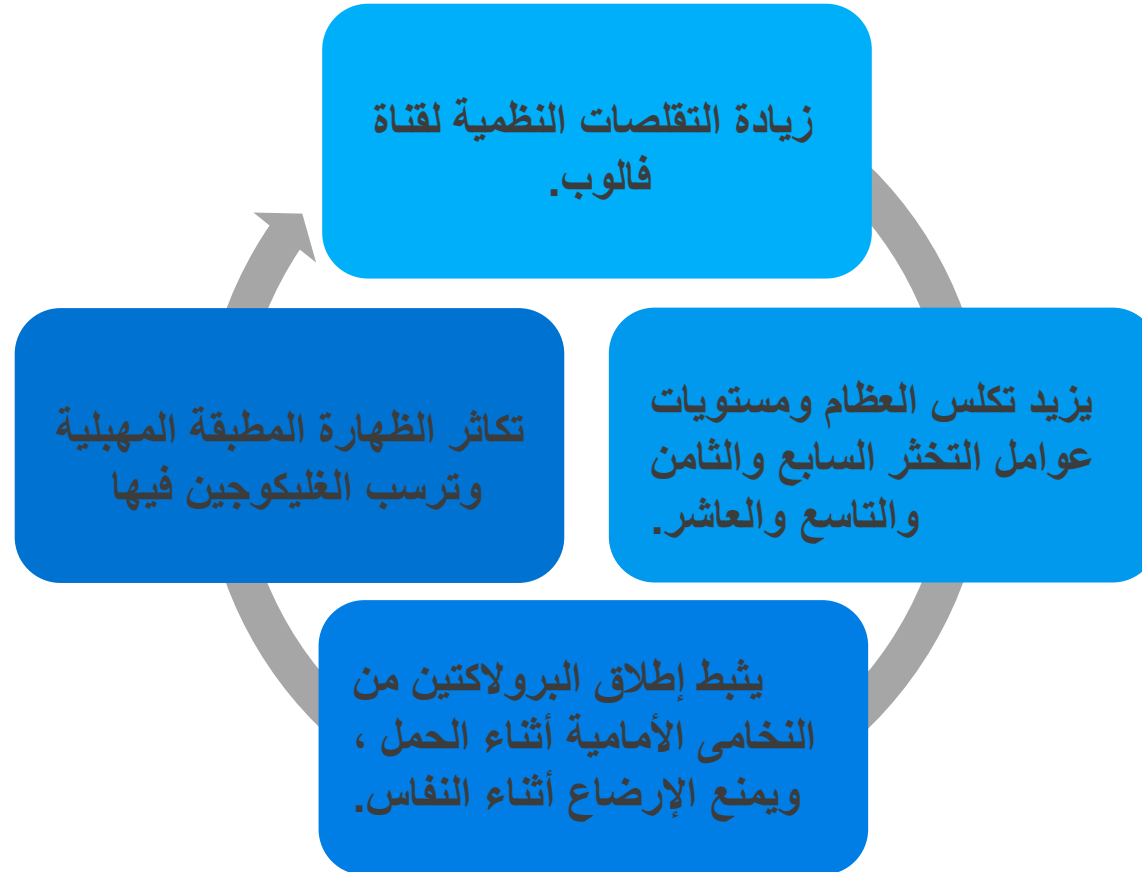 زيادة التقلصات النظمية لقناة
فالوب.
يزيد تكلس العظام ومستويات
عوامل التخثر السابع والثامن
والتاسع والعاشر.
يثبط إطلاق البرولاكتين من
النخامى الأمامية أثناء الحمل ،
ويمنع الإرضاع أثناء النفاس.
تكاثر الظهارة المطبقة المهبلية
وترسب الغليكوجين فيها